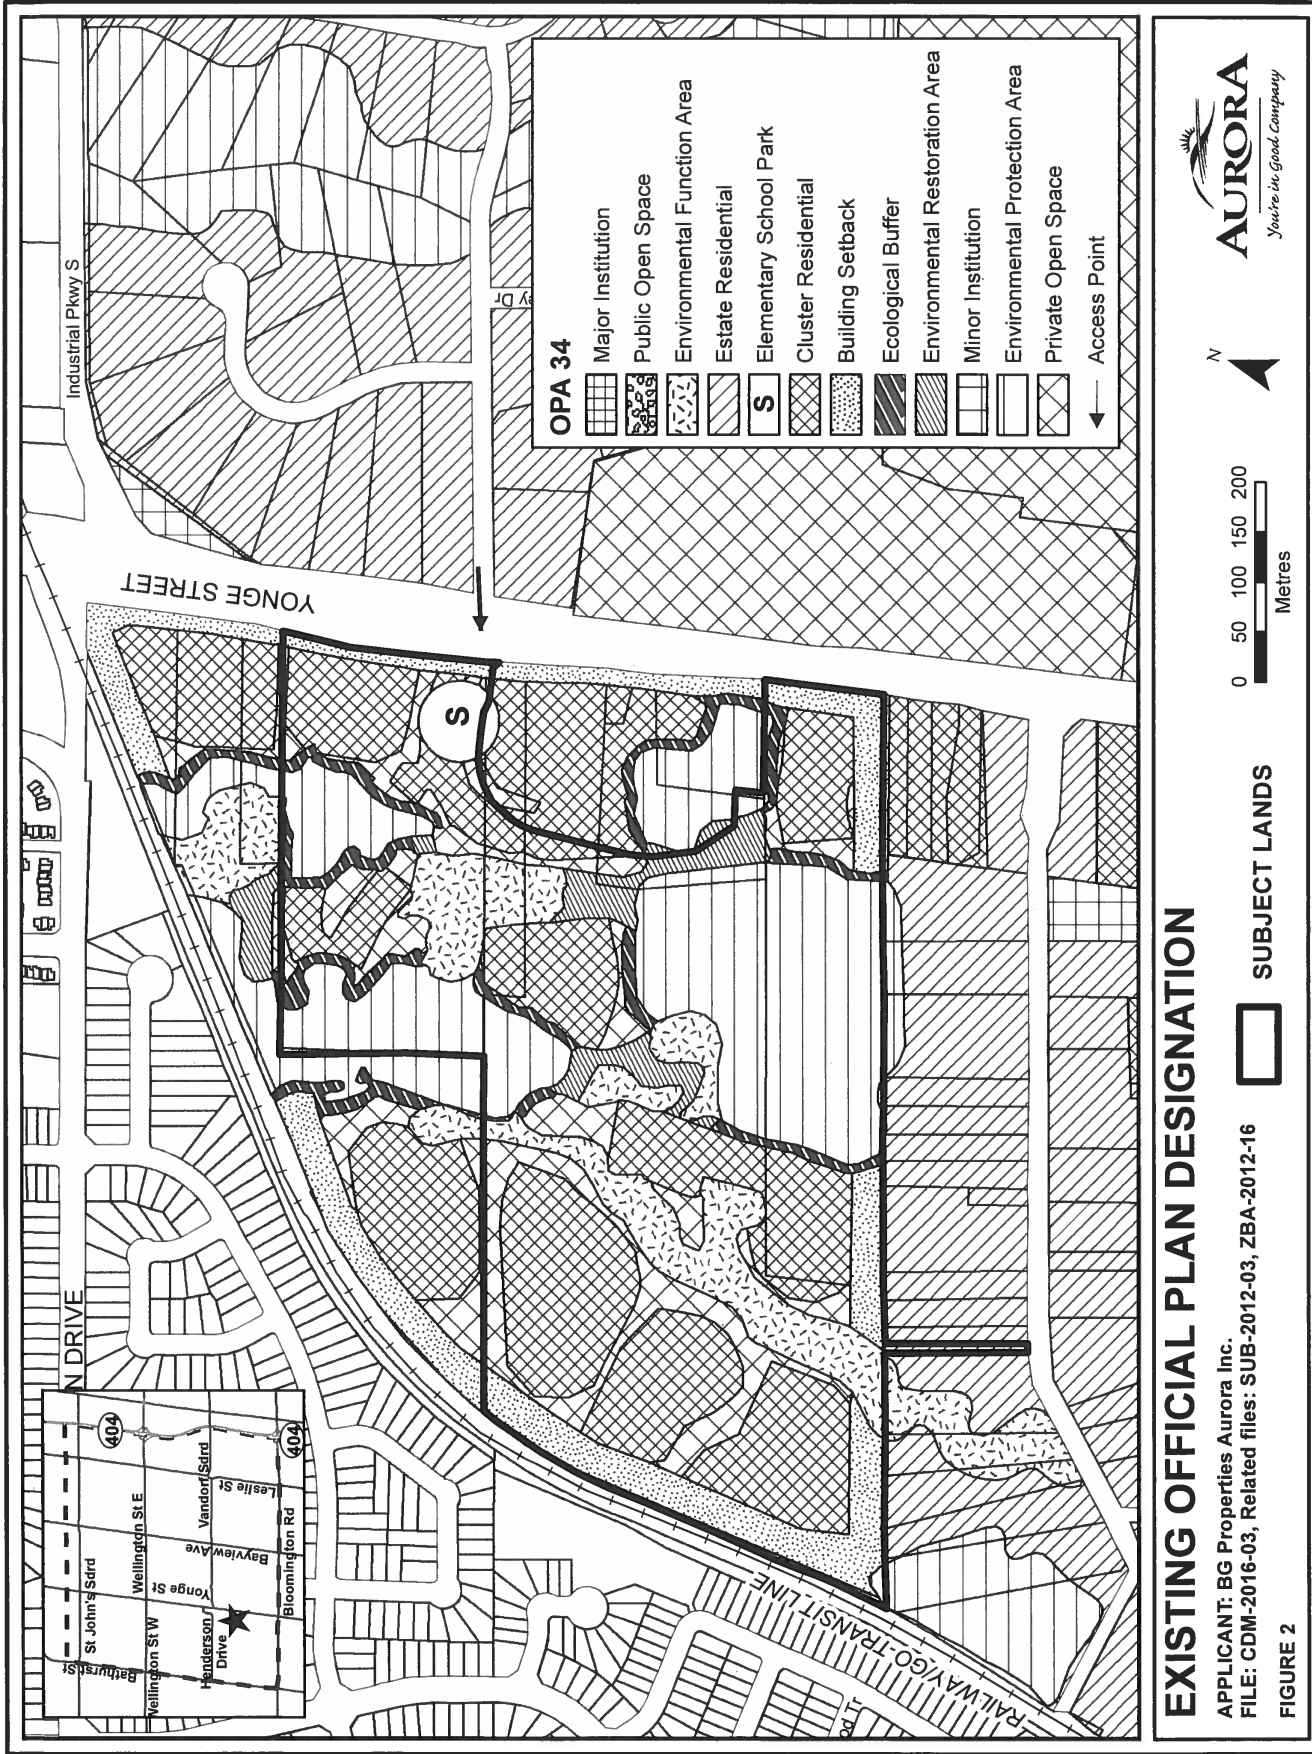 Industrial Pkwy S
YONGE STREET
ey Dr
S
N DRIVE
RAILWAY/GO-TRANSIT LINE
od Tr
404
404
St John's Sdrd
Wellington St E
Wellington St W
Vandorf Sdrd
Leslie St
Bayview Ave
Yonge St
Bathurst St
Henderson
Drive
Bloomington Rd
OPA 34
Major Institution
Public Open Space
Environmental Function Area
Estate Residential
S Elementary School Park
Cluster Residential
Building Setback
Ecological Buffer
Environmental Restoration Area
Minor Institution
Environmental Protection Area
Private Open Space
Access Point
EXISTING OFFICIAL PLAN DESIGNATION
APPLICANT: BG Properties Aurora Inc.
FILE: CDM-2016-03, Related files: SUB-2012-03, ZBA-2012-16
FIGURE 2
SUBJECT LANDS
0 50 100 150 200
Metres
N
AURORA
You're in Good Company